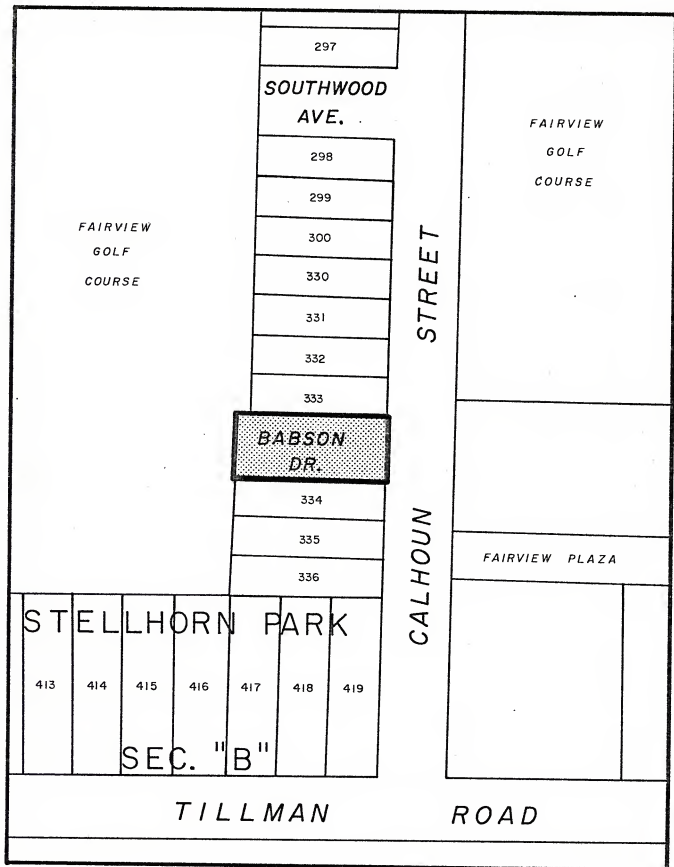 297
SOUTHWOOD
AVE.
298
299
300
330
331
332
333
BABSON
DR.
334
335
336
FAIRVIEW
GOLF
COURSE
FAIRVIEW
GOLF
COURSE
CALHOUN STREET
FAIRVIEW PLAZA
STELLHORN PARK
413 414 415 416 417 418 419
SEC. "B"
TILLMAN ROAD